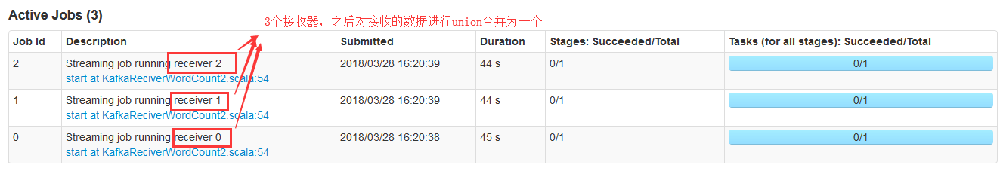 Active Jobs (3)
3个接收器，之后对接收的数据进行union合并为一个
Job Id Description Submitted Duration Stages: Succeeded/Total Tasks (for all stages): Succeeded/Total
2 Streaming job running receiver 2 2018/03/28 16:20:39 44 s 0/1 0/1
start at KafkaReciverWordCount2.scala:54
1 Streaming job running receiver 1 2018/03/28 16:20:39 44 s 0/1 0/1
start at KafkaReciverWordCount2.scala:54
0 Streaming job running receiver 0 2018/03/28 16:20:38 45 s 0/1 0/1
start at KafkaReciverWordCount2.scala:54